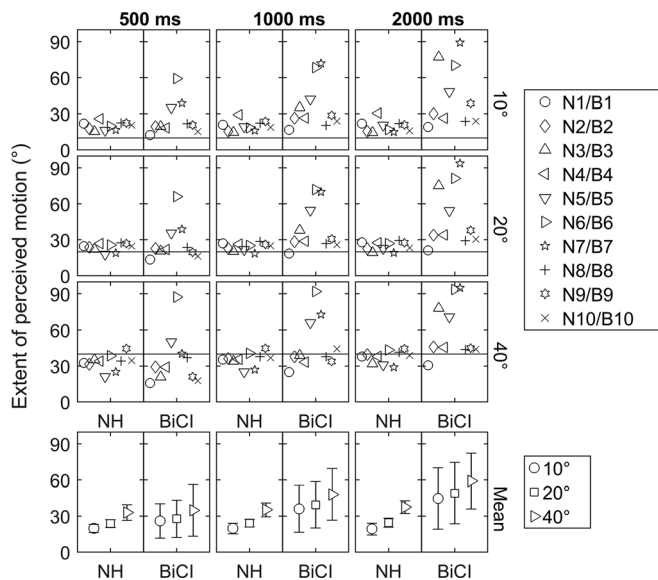 500 ms 1000 ms 2000 ms
90
60
30
0
10°
90
60
30
0
20°
90
60
30
0
40°
NH BiCI NH BiCI NH BiCI
90
60
30
0
Mean
NH BiCI NH BiCI NH BiCI
Extent of perceived motion (°)
N1/B1
N2/B2
N3/B3
N4/B4
N5/B5
N6/B6
N7/B7
N8/B8
N9/B9
N10/B10
10°
20°
40°